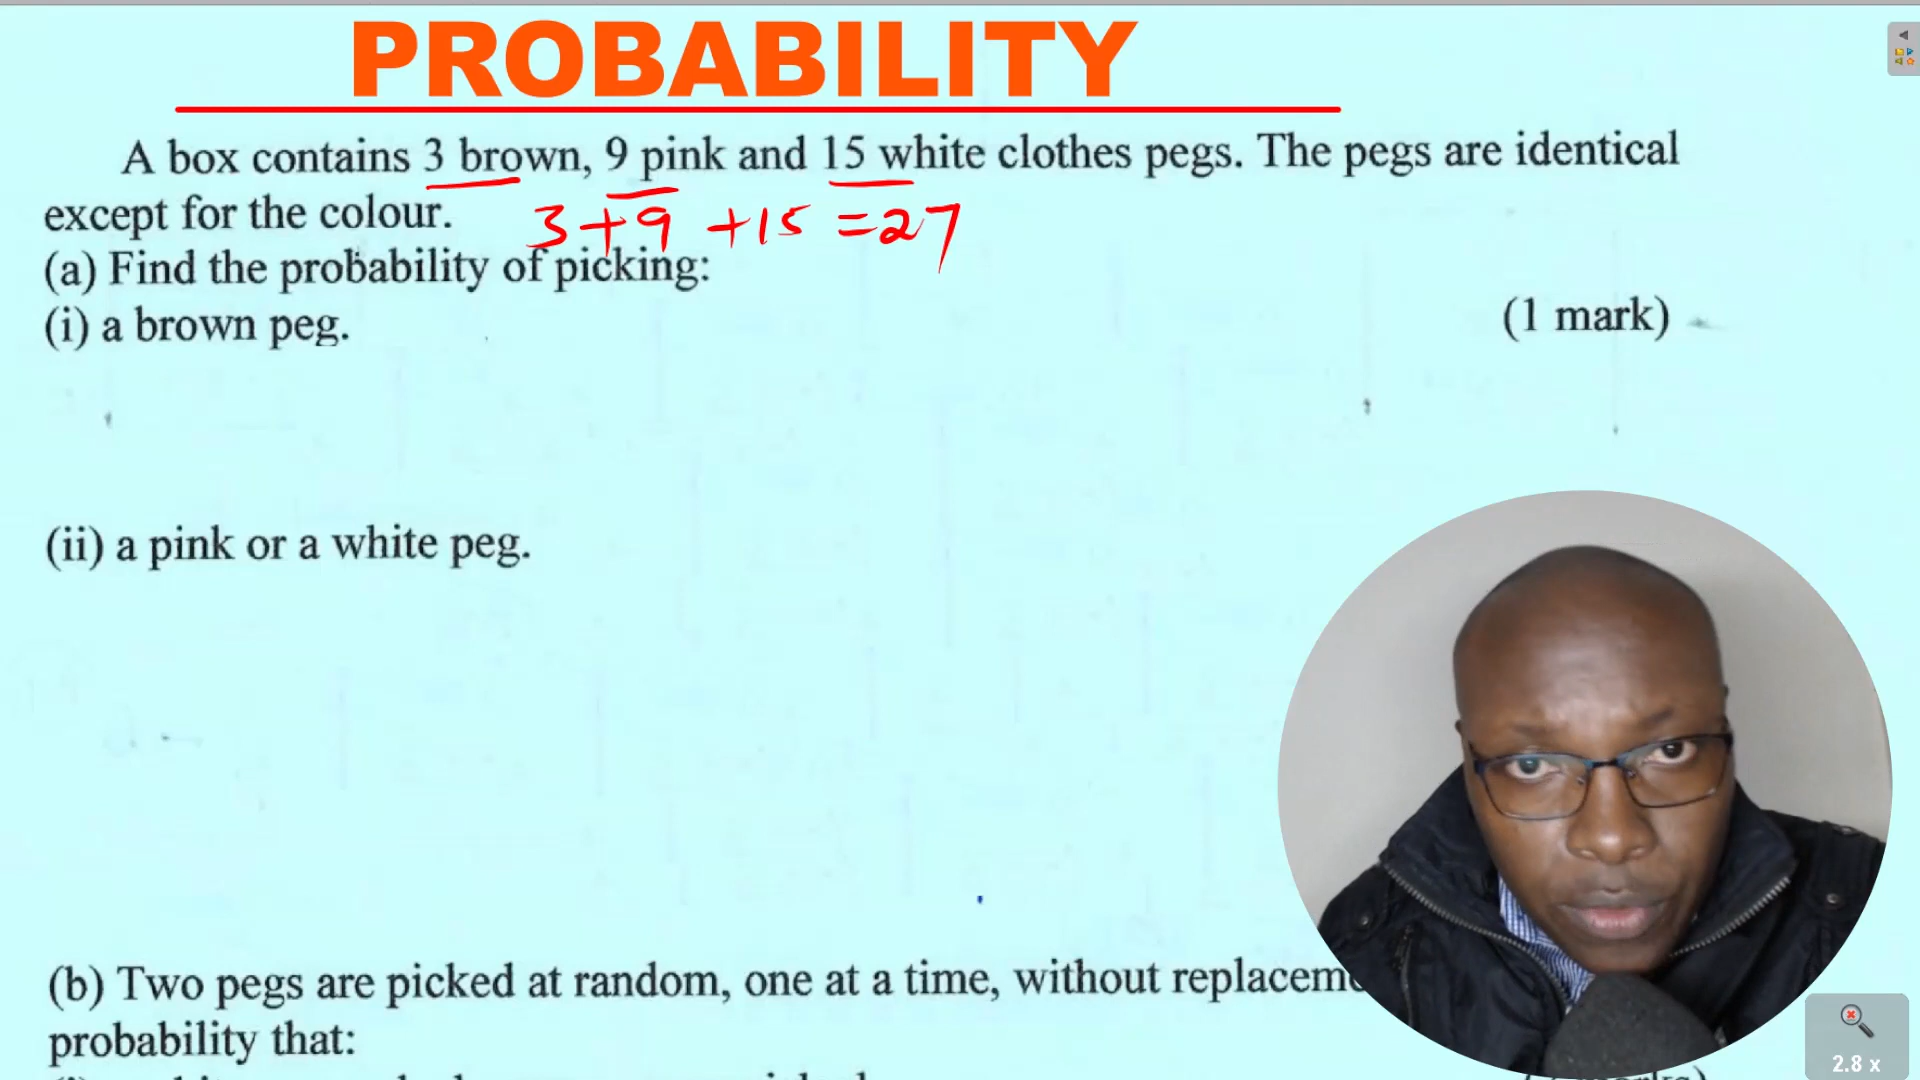 PROBABILITY
A box contains 3 brown, 9 pink and 15 white clothes pegs. The pegs are identical
except for the colour.
3+9 +15 =27
(a) Find the probability of picking:
(i) a brown peg.
(1 mark)
(ii) a pink or a white peg.
(b) Two pegs are picked at random, one at a time, without
probability that:
2.8 x